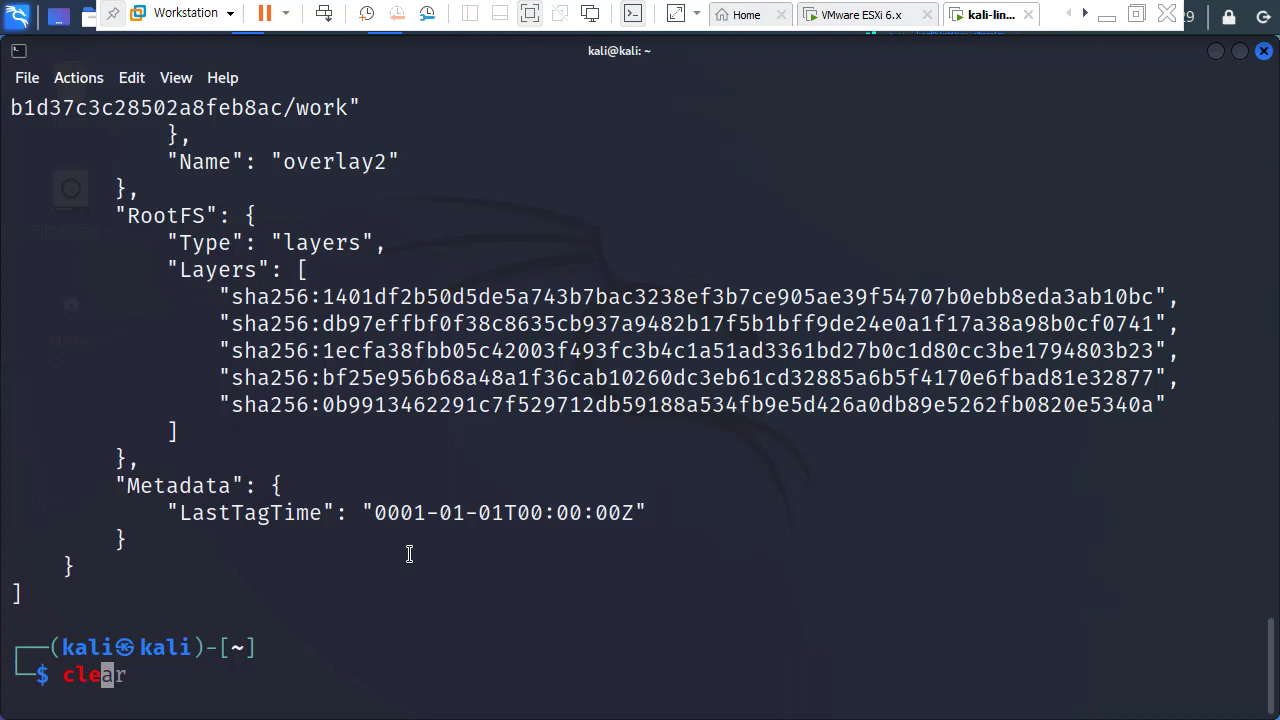 Workstation
Home
VMware ESXi 6.x
kali-lin...
29
kali@kali: ~
File Actions Edit View Help
b1d37c3c28502a8feb8ac/work"
},
"Name": "overlay2"
},
"RootFS": {
"Type": "layers",
"Layers": [
"sha256:1401df2b50d5de5a743b7bac3238ef3b7ce905ae39f54707b0ebb8eda3ab10bc",
"sha256:db97effbf0f38c8635cb937a9482b17f5b1bff9de24e0a1f17a38a98b0cf0741",
"sha256:1ecfa38fbb05c42003f493fc3b4c1a51ad3361bd27b0c1d80cc3be1794803b23",
"sha256:bf25e956b68a48a1f36cab10260dc3eb61cd32885a6b5f4170e6fbad81e32877",
"sha256:0b9913462291c7f529712db59188a534fb9e5d426a0db89e5262fb0820e5340a"
]
},
"Metadata": {
"LastTagTime": "0001-01-01T00:00:00Z"
}
}
]
┌──(kali㉿kali)-[~]
└─$ clear